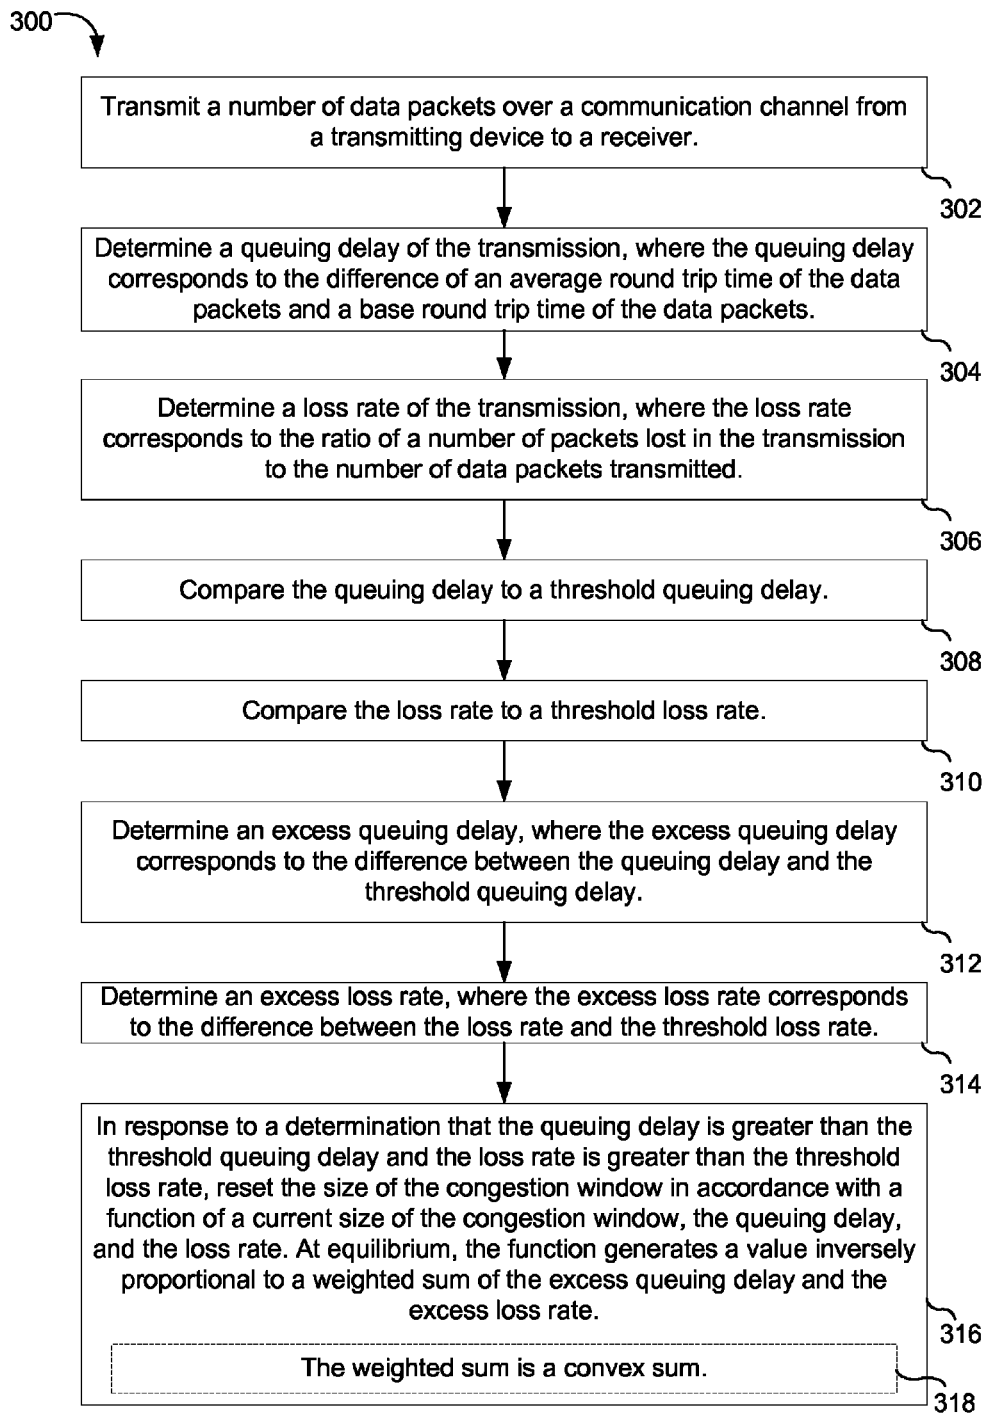 300
Transmit a number of data packets over a communication channel from
a transmitting device to a receiver.
302
Determine a queuing delay of the transmission, where the queuing delay
corresponds to the difference of an average round trip time of the data
packets and a base round trip time of the data packets.
304
Determine a loss rate of the transmission, where the loss rate
corresponds to the ratio of a number of packets lost in the transmission
to the number of data packets transmitted.
306
Compare the queuing delay to a threshold queuing delay.
308
Compare the loss rate to a threshold loss rate.
310
Determine an excess queuing delay, where the excess queuing delay
corresponds to the difference between the queuing delay and the
threshold queuing delay.
312
Determine an excess loss rate, where the excess loss rate corresponds
to the difference between the loss rate and the threshold loss rate.
314
In response to a determination that the queuing delay is greater than the
threshold queuing delay and the loss rate is greater than the threshold
loss rate, reset the size of the congestion window in accordance with a
function of a current size of the congestion window, the queuing delay,
and the loss rate. At equilibrium, the function generates a value inversely
proportional to a weighted sum of the excess queuing delay and the
excess loss rate.
316
The weighted sum is a convex sum.
318